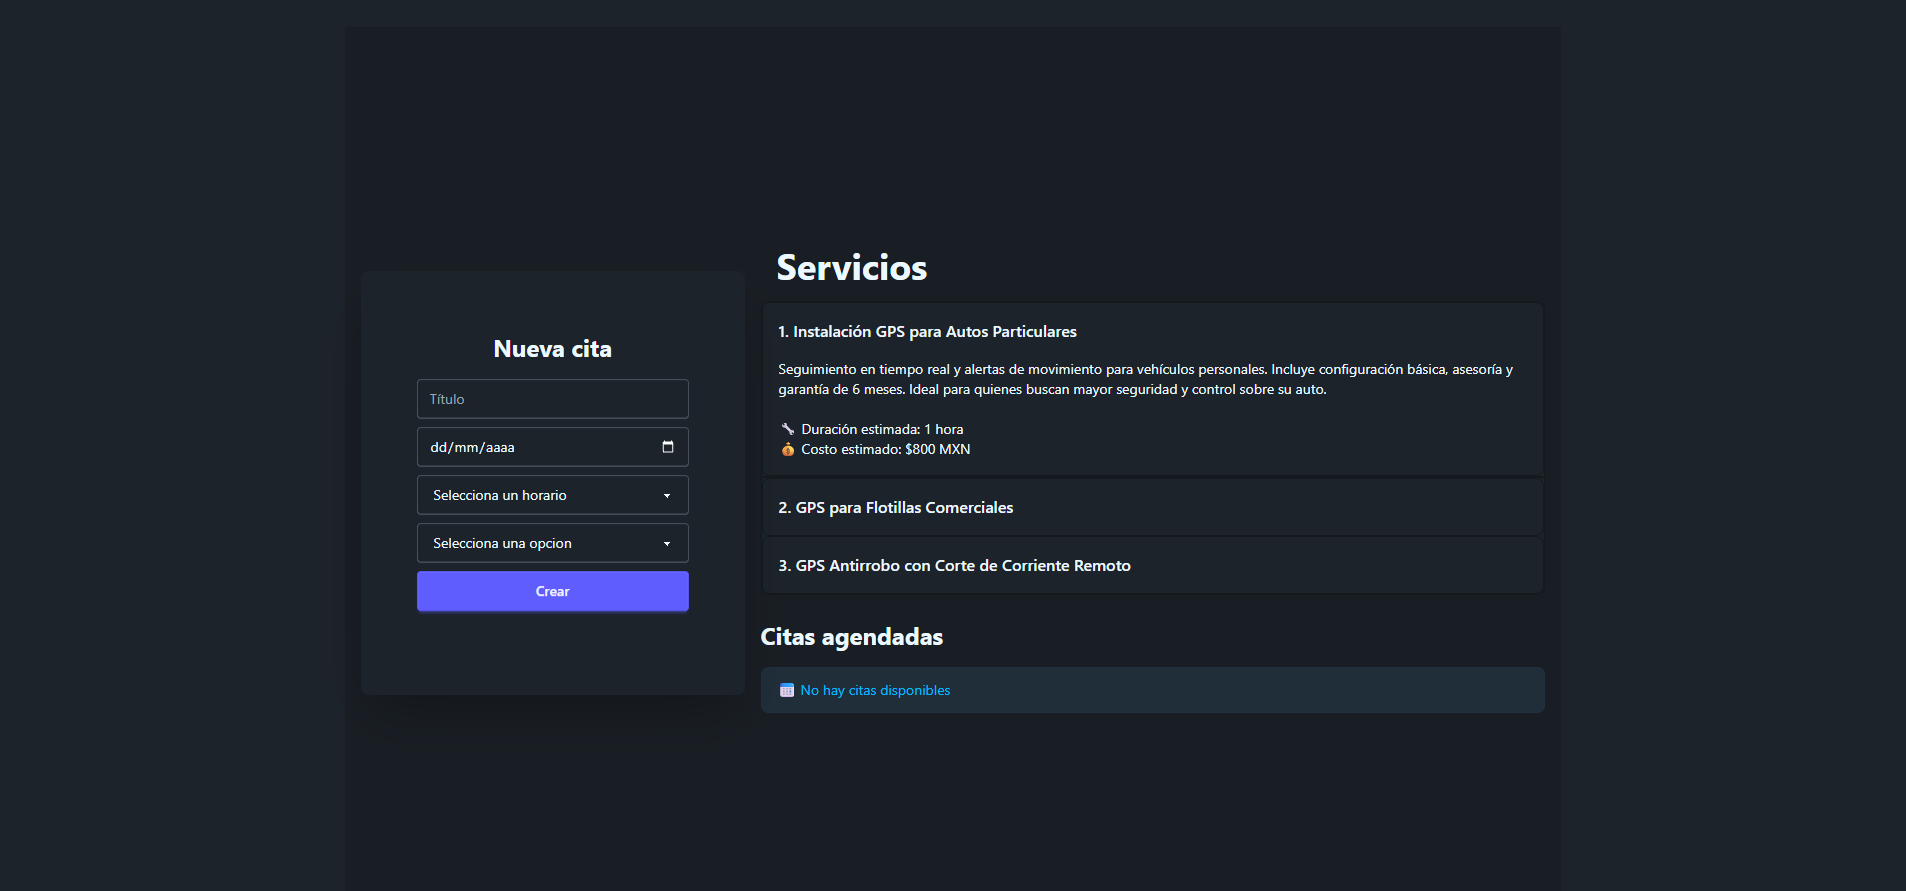 Nueva cita
Título
dd/mm/aaaa
Selecciona un horario
Selecciona una opcion
Crear
Servicios
1. Instalación GPS para Autos Particulares
Seguimiento en tiempo real y alertas de movimiento para vehículos personales. Incluye configuración básica, asesoría y
garantía de 6 meses. Ideal para quienes buscan mayor seguridad y control sobre su auto.
🔧 Duración estimada: 1 hora
💰 Costo estimado: $800 MXN
2. GPS para Flotillas Comerciales
3. GPS Antirrobo con Corte de Corriente Remoto
Citas agendadas
📅 No hay citas disponibles